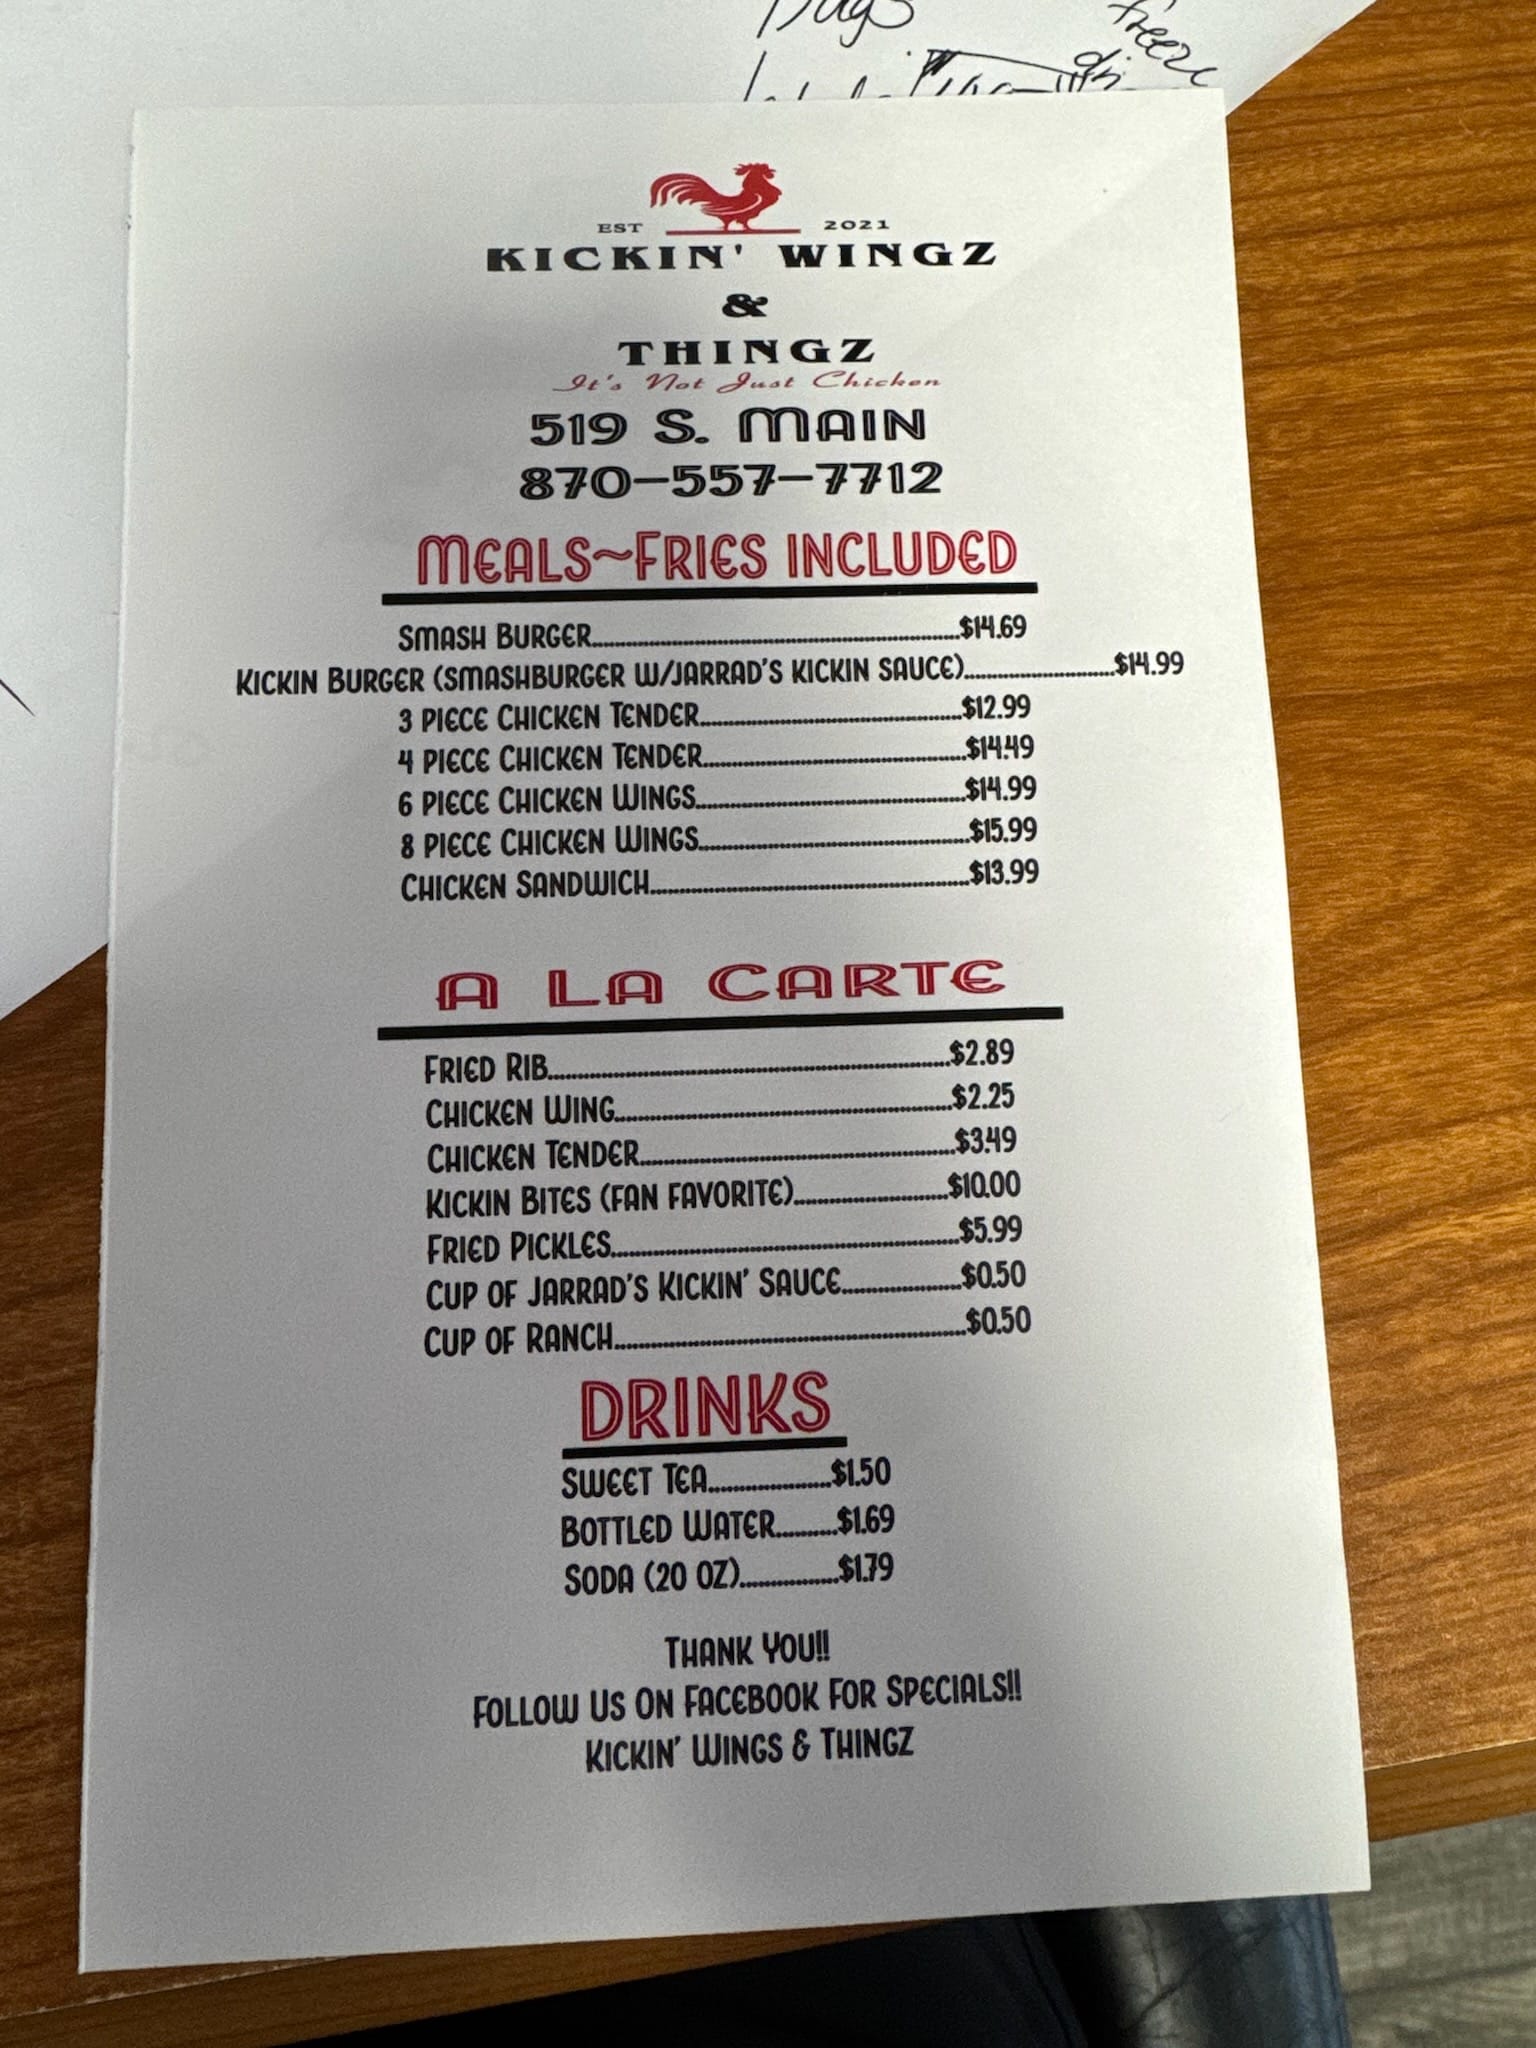 Bags
freeze
EST 2021
KICKIN' WINGZ
&
THINGZ
It's Not Just Chicken
519 S. MAIN
870-557-7712
MEALS~FRIES INCLUDED
SMASH BURGER..........$14.69
KICKIN BURGER (SMASHBURGER W/JARRAD'S KICKIN SAUCE)..........$14.99
3 PIECE CHICKEN TENDER..........$12.99
4 PIECE CHICKEN TENDER..........$14.49
6 PIECE CHICKEN WINGS..........$14.99
8 PIECE CHICKEN WINGS..........$15.99
CHICKEN SANDWICH..........$13.99
A LA CARTE
FRIED RIB..........$2.89
CHICKEN WING..........$2.25
CHICKEN TENDER..........$3.49
KICKIN BITES (FAN FAVORITE)..........$10.00
FRIED PICKLES..........$5.99
CUP OF JARRAD'S KICKIN' SAUCE..........$0.50
CUP OF RANCH..........$0.50
DRINKS
SWEET TEA..........$1.50
BOTTLED WATER..........$1.69
SODA (20 OZ)..........$1.79
THANK YOU!!
FOLLOW US ON FACEBOOK FOR SPECIALS!!
KICKIN' WINGS & THINGZ